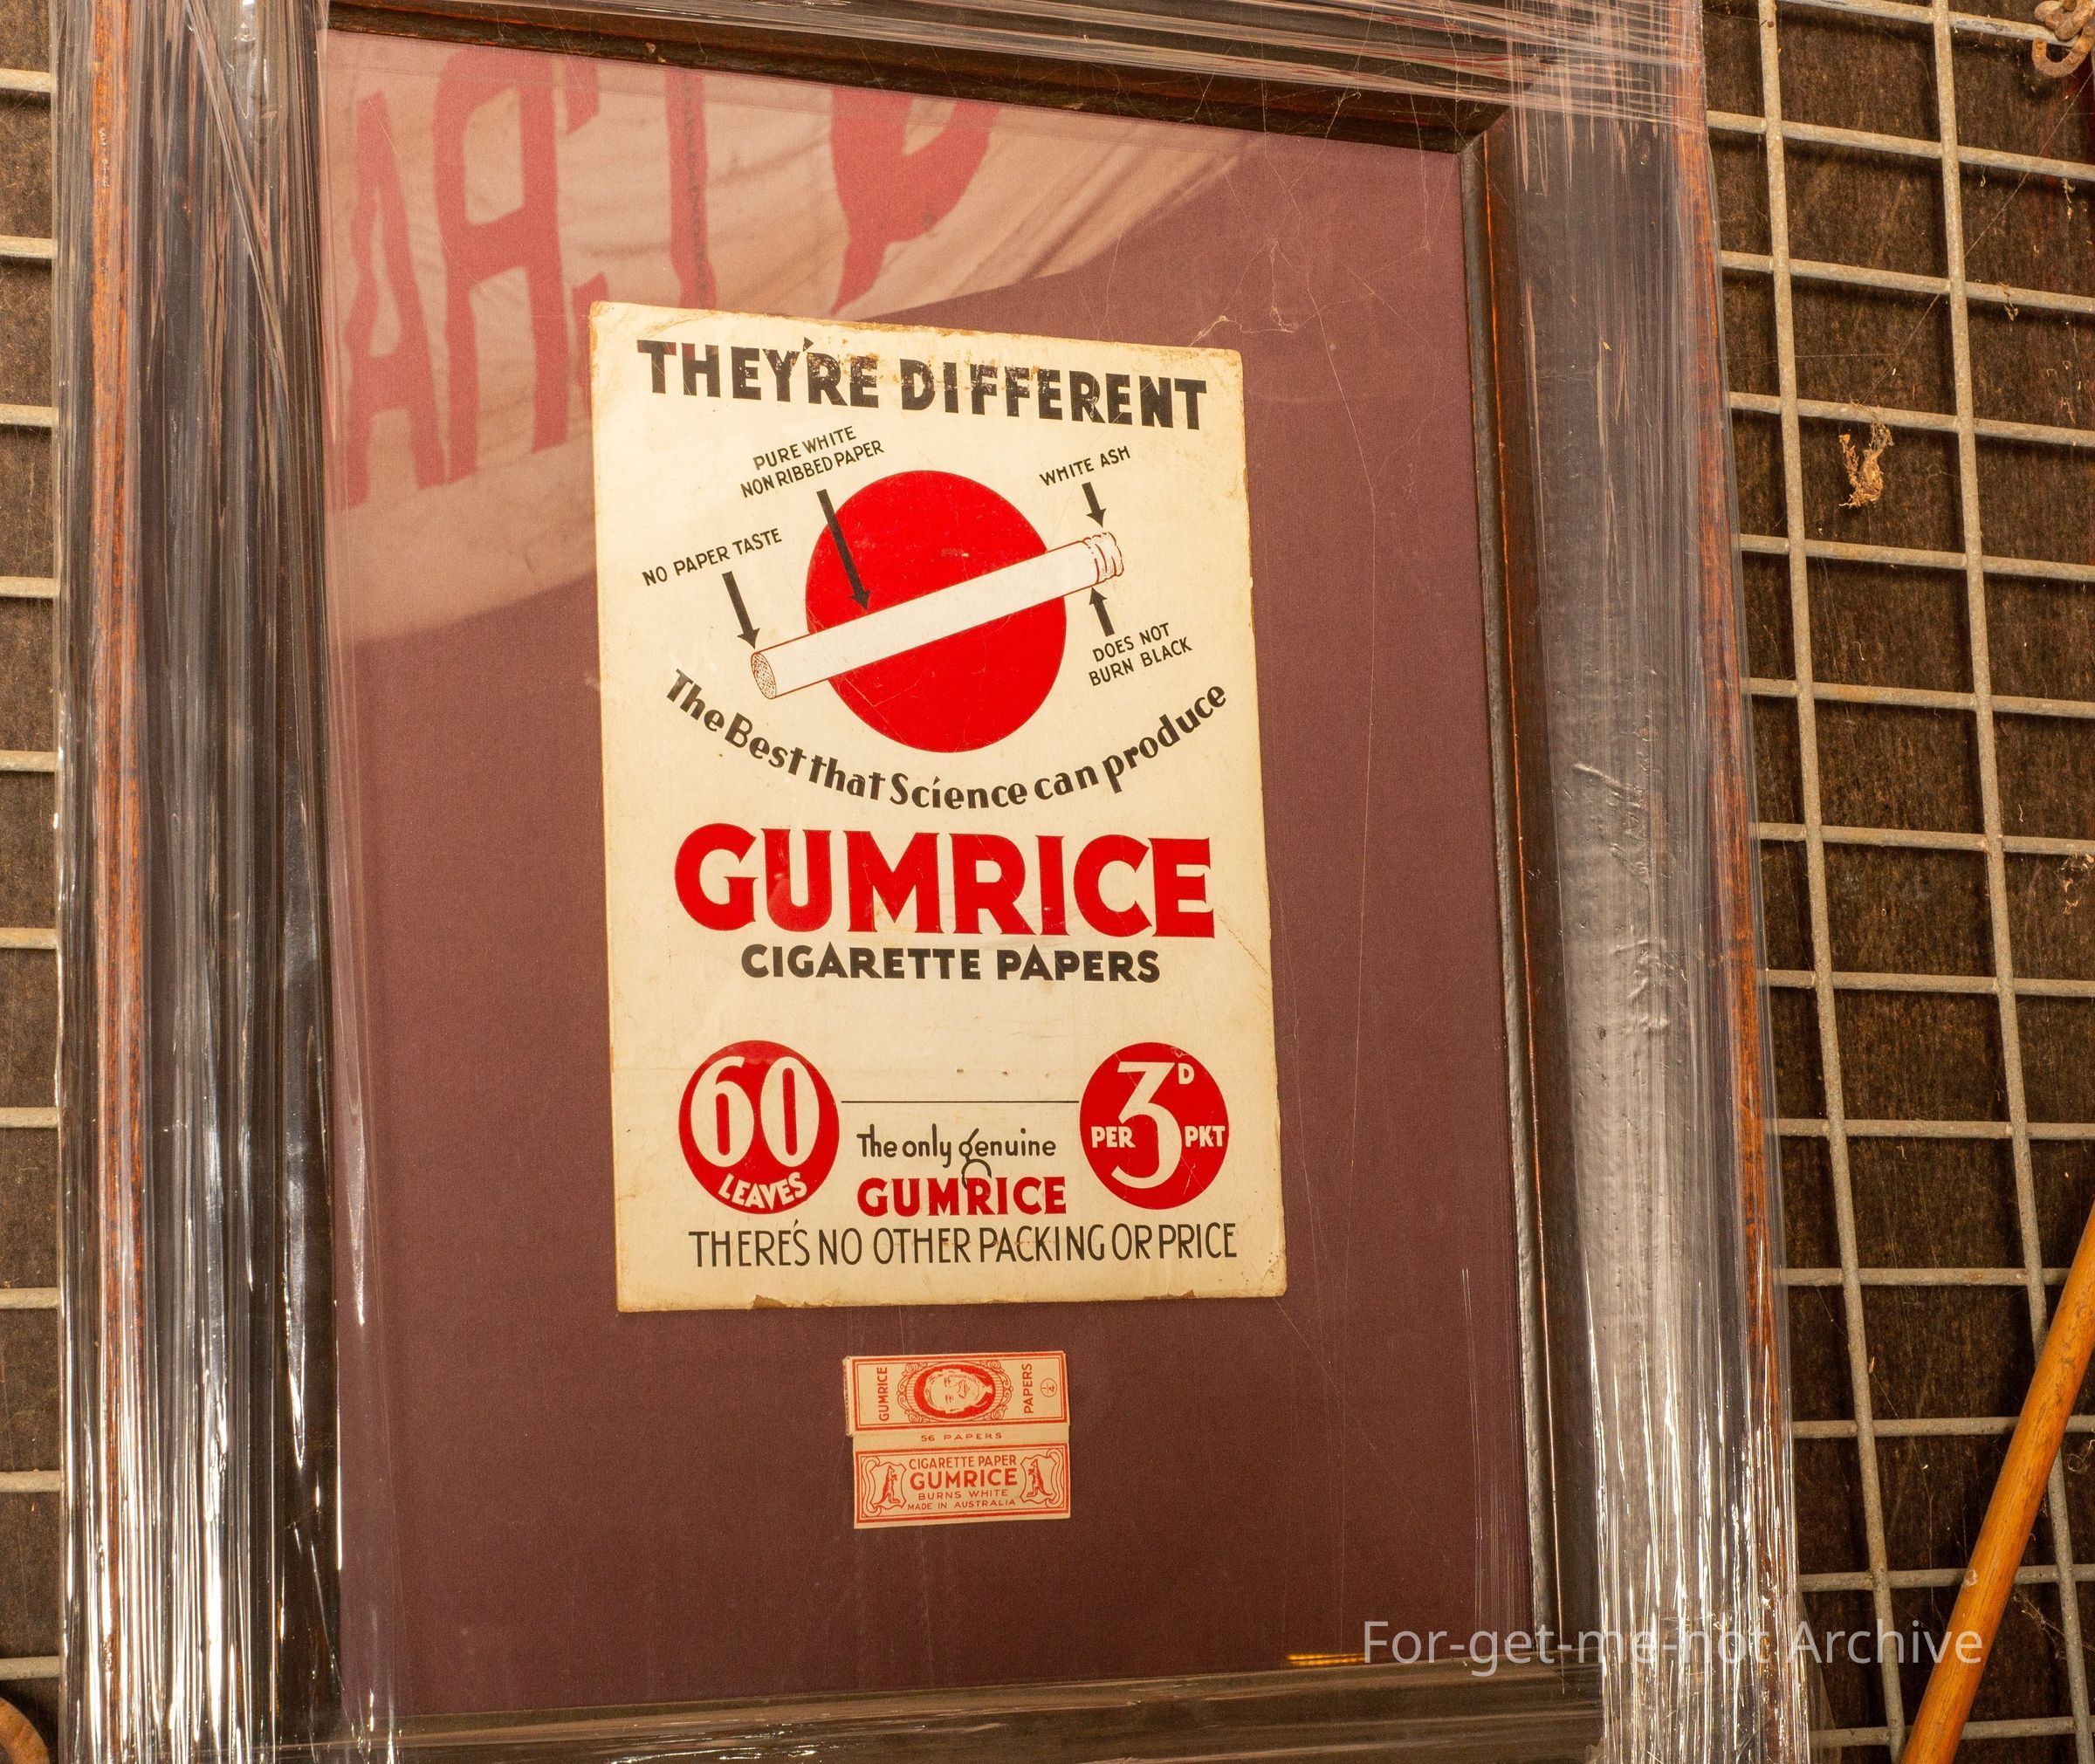 THEY'RE DIFFERENT
PURE WHITE
NON RIBBED PAPER
WHITE ASH
NO PAPER TASTE
DOES NOT
BURN BLACK
The Best that Science can produce
GUMRICE
CIGARETTE PAPERS
60
LEAVES
The only genuine
GUMRICE
3D
PER PKT
THERE'S NO OTHER PACKING OR PRICE
GUMRICE
PAPERS
56 PAPERS
CIGARETTE PAPER
GUMRICE
BURNS WHITE
MADE IN AUSTRALIA
For-get-me-not Archive